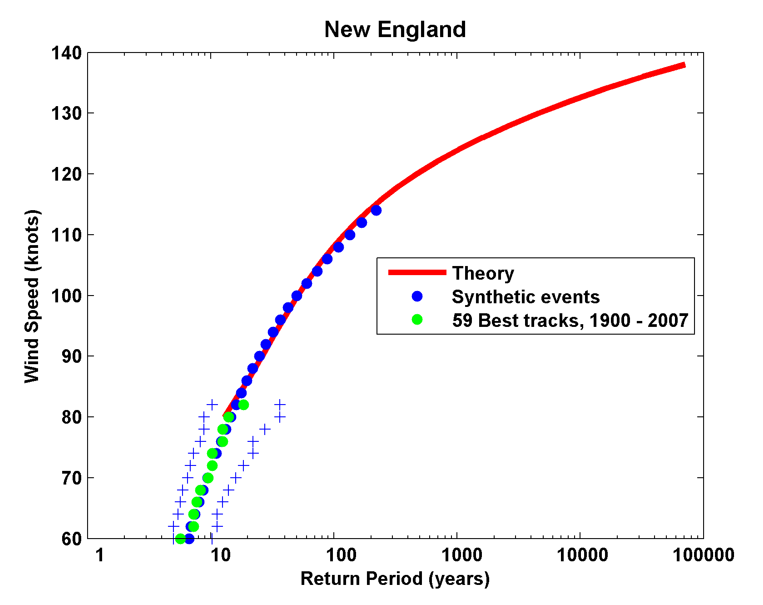 New England
140
130
120
110
100
90
80
70
60
Wind Speed (knots)
Theory
Synthetic events
59 Best tracks, 1900 - 2007
1 10 100 1000 10000 100000
Return Period (years)